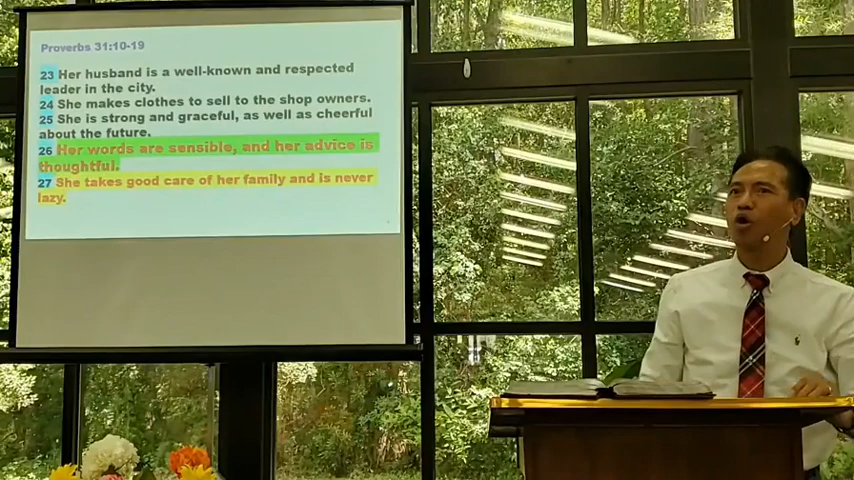 Proverbs 31:10-19
23 Her husband is a well-known and respected
leader in the city.
24 She makes clothes to sell to the shop owners.
25 She is strong and graceful, as well as cheerful
about the future.
26 Her words are sensible, and her advice is
thoughtful.
27 She takes good care of her family and is never
lazy.